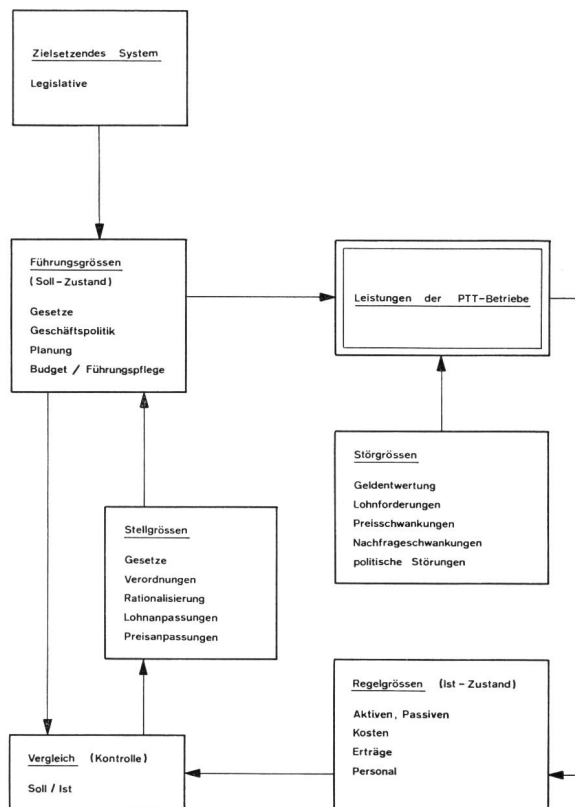 Zielsetzendes System
Legislative
Führungsgrössen
(Soll-Zustand)
Gesetze
Geschäftspolitik
Planung
Budget / Führungspflege
Leistungen der PTT-Betriebe
Störgrössen
Geldentwertung
Lohnforderungen
Preisschwankungen
Nachfrageschwankungen
politische Störungen
Stellgrössen
Gesetze
Verordnungen
Rationalisierung
Lohnanpassungen
Preisanpassungen
Regelgrössen (Ist-Zustand)
Aktiven, Passiven
Kosten
Erträge
Personal
Vergleich (Kontrolle)
Soll / Ist